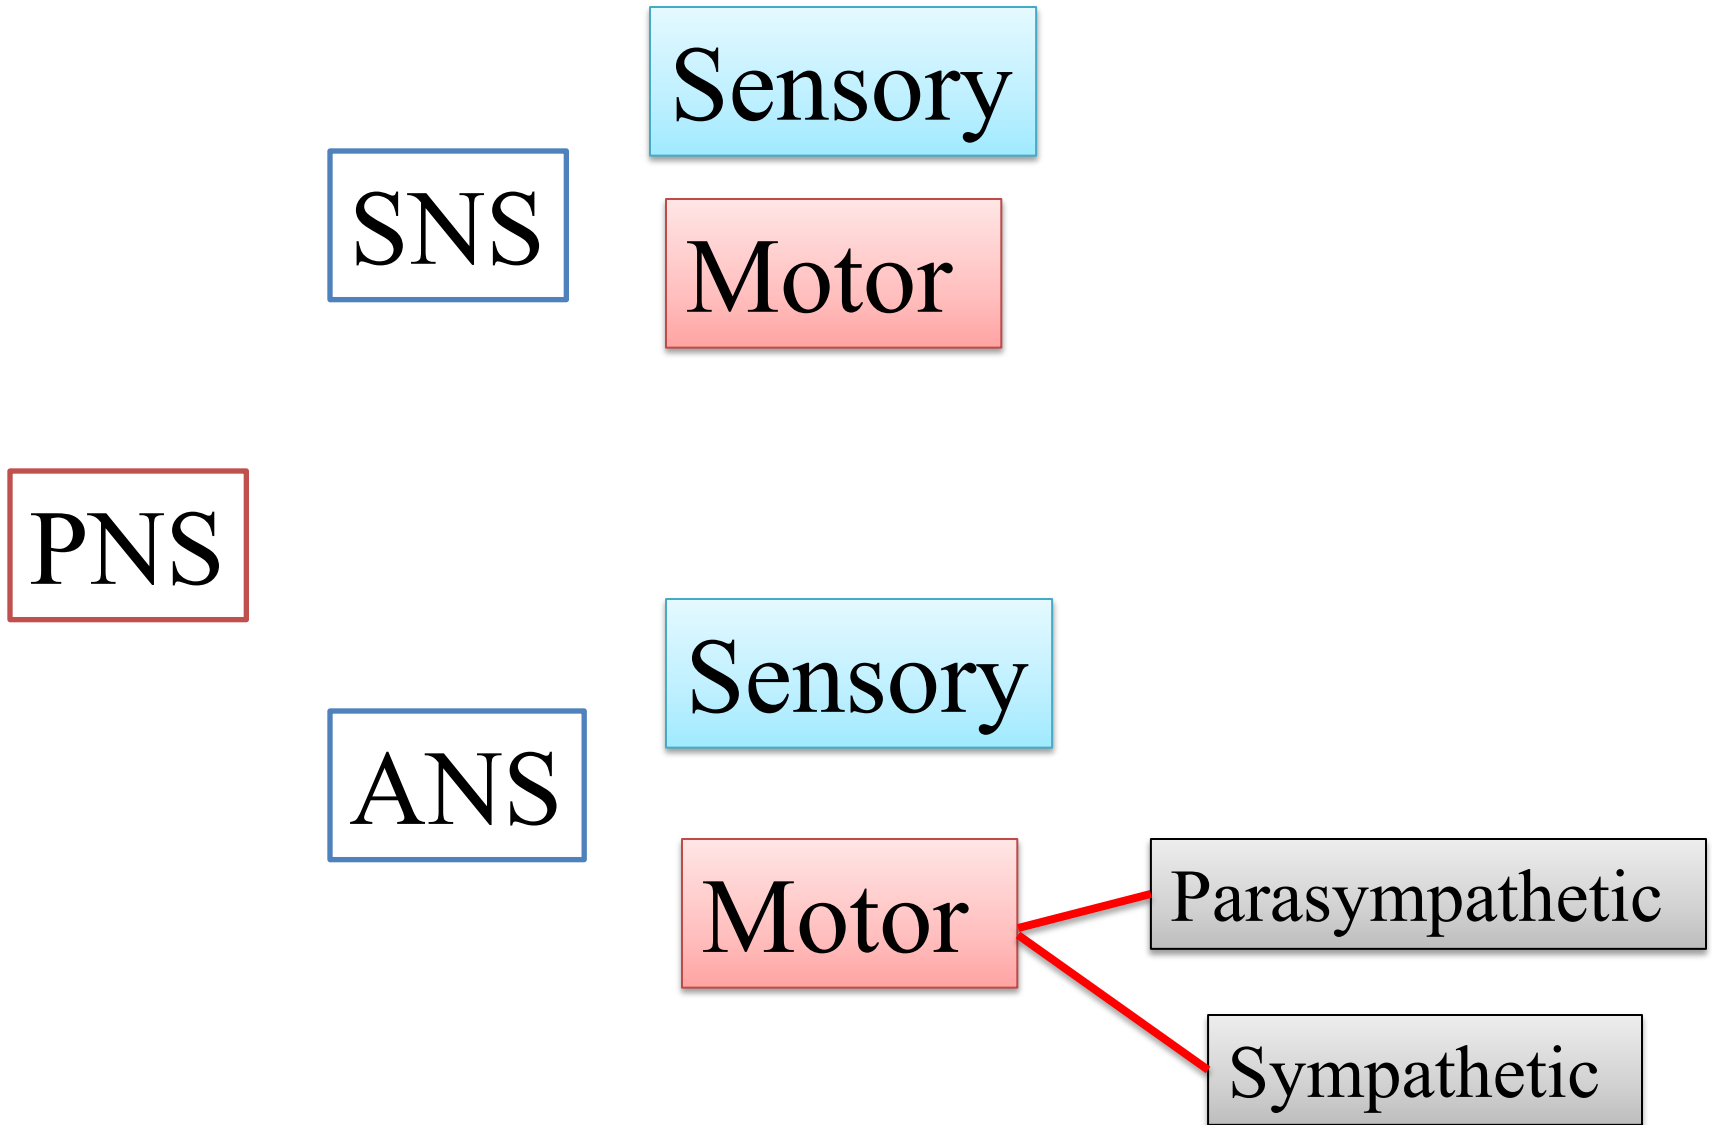 Sensory
SNS
Motor
PNS
Sensory
ANS
Motor
Parasympathetic
Sympathetic